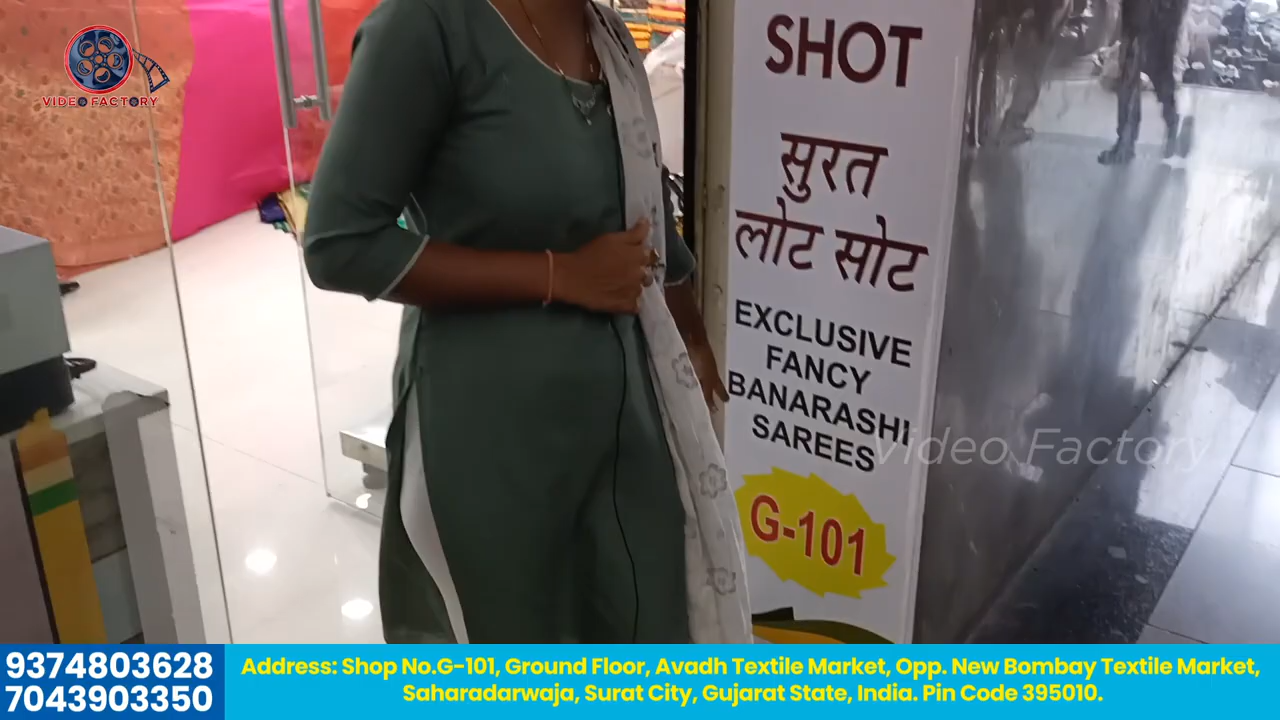 VIDEO FACTORY
SHOT
सुरत
लोट सोट
EXCLUSIVE
FANCY
BANARASHI
SAREES
G-101
Video Factory
9374803628
7043903350
Address: Shop No.G-101, Ground Floor, Avadh Textile Market, Opp. New Bombay Textile Market,
Saharadarwaja, Surat City, Gujarat State, India. Pin Code 395010.